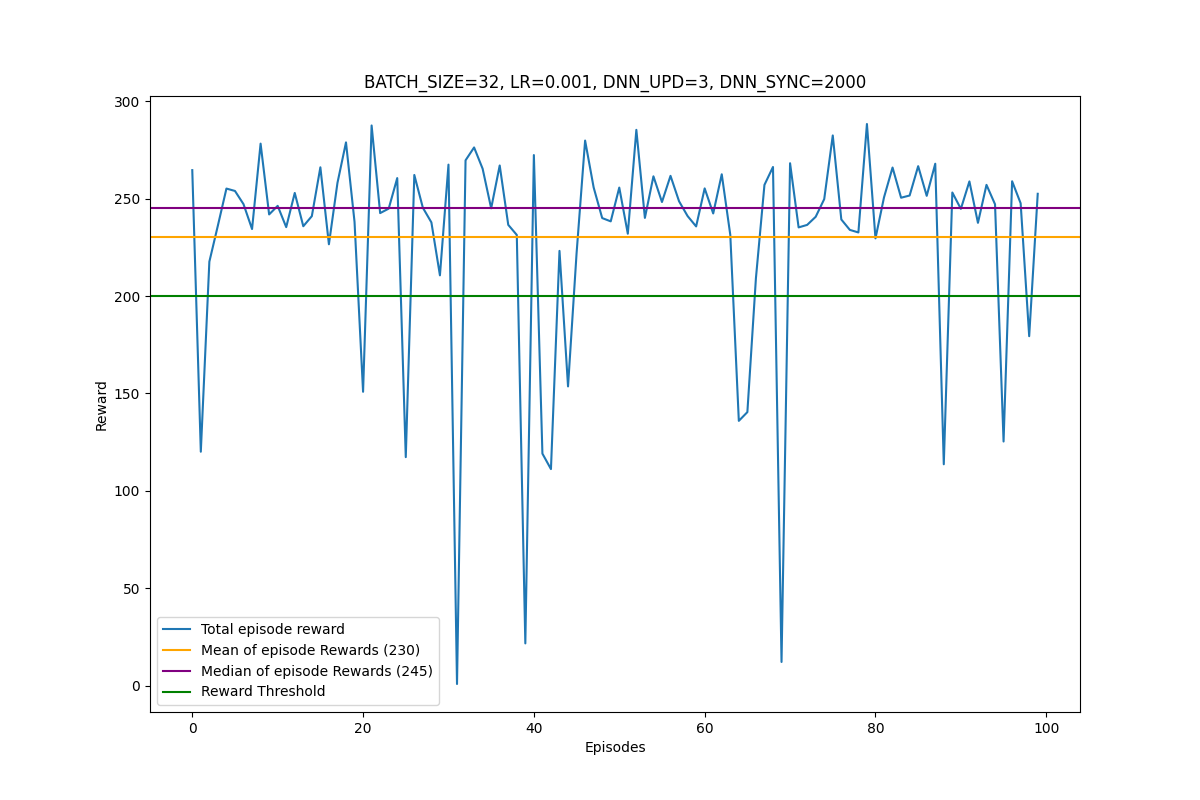 BATCH_SIZE=32, LR=0.001, DNN_UPD=3, DNN_SYNC=2000
300
250
200
150
100
50
0
Reward
Total episode reward
Mean of episode Rewards (230)
Median of episode Rewards (245)
Reward Threshold
0 20 40 60 80 100
Episodes